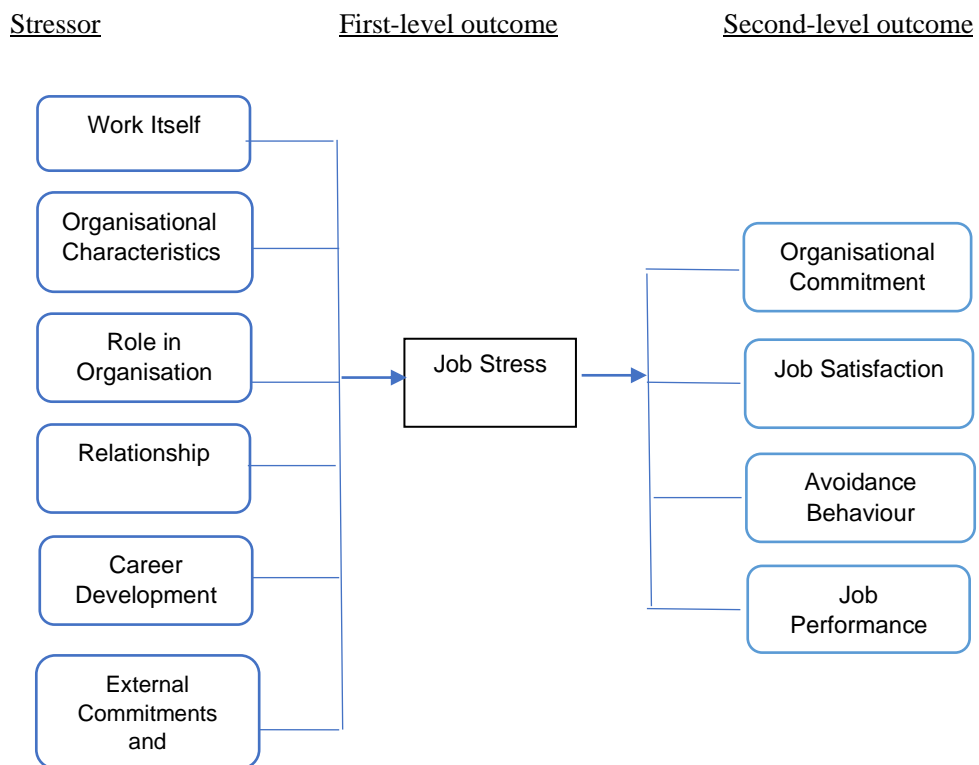 Stressor
First-level outcome
Second-level outcome
Work Itself
Organisational
Characteristics
Role in
Organisation
Relationship
Career
Development
External
Commitments
and
Job Stress
Organisational
Commitment
Job Satisfaction
Avoidance
Behaviour
Job
Performance